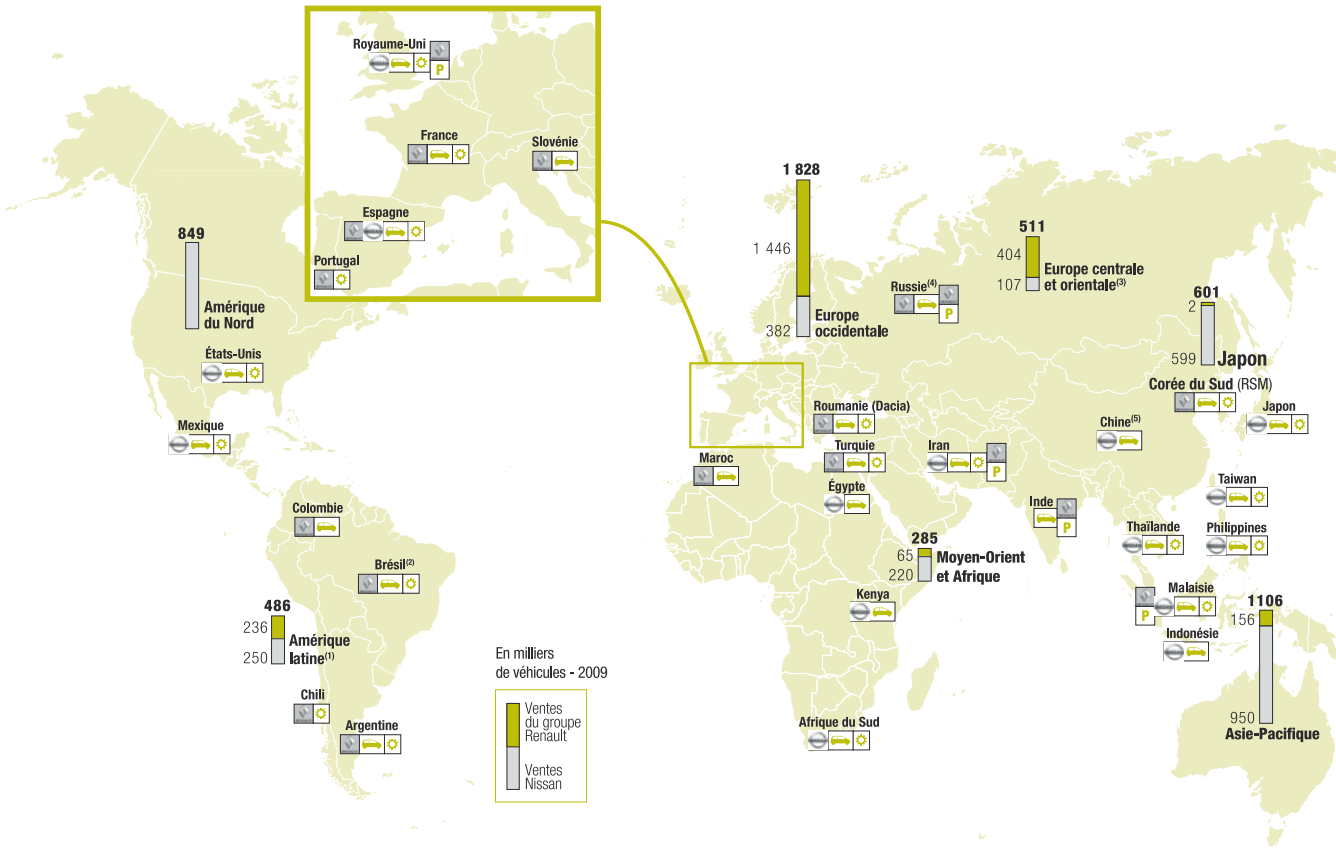 Royaume-Uni
P
France
Slovénie
Espagne
Portugal
849
Amérique
du Nord
États-Unis
Mexique
Colombie
Brésil(2)
486
236
250
Amérique
latine(1)
Chili
Argentine
En milliers
de véhicules - 2009
Ventes
du groupe
Renault
Ventes
Nissan
1 828
1 446
382
Europe
occidentale
Russie(4)
P
511
404
107
Europe centrale
et orientale(3)
601
2
599
Japon
Corée du Sud (RSM)
Japon
Chine(5)
Roumanie (Dacia)
Turquie
Iran
P
Maroc
Égypte
Inde
P
Taiwan
Thaïlande
Philippines
285
65
220
Moyen-Orient
et Afrique
Kenya
Malaisie
P
Indonésie
1106
156
950
Asie-Pacifique
Afrique du Sud